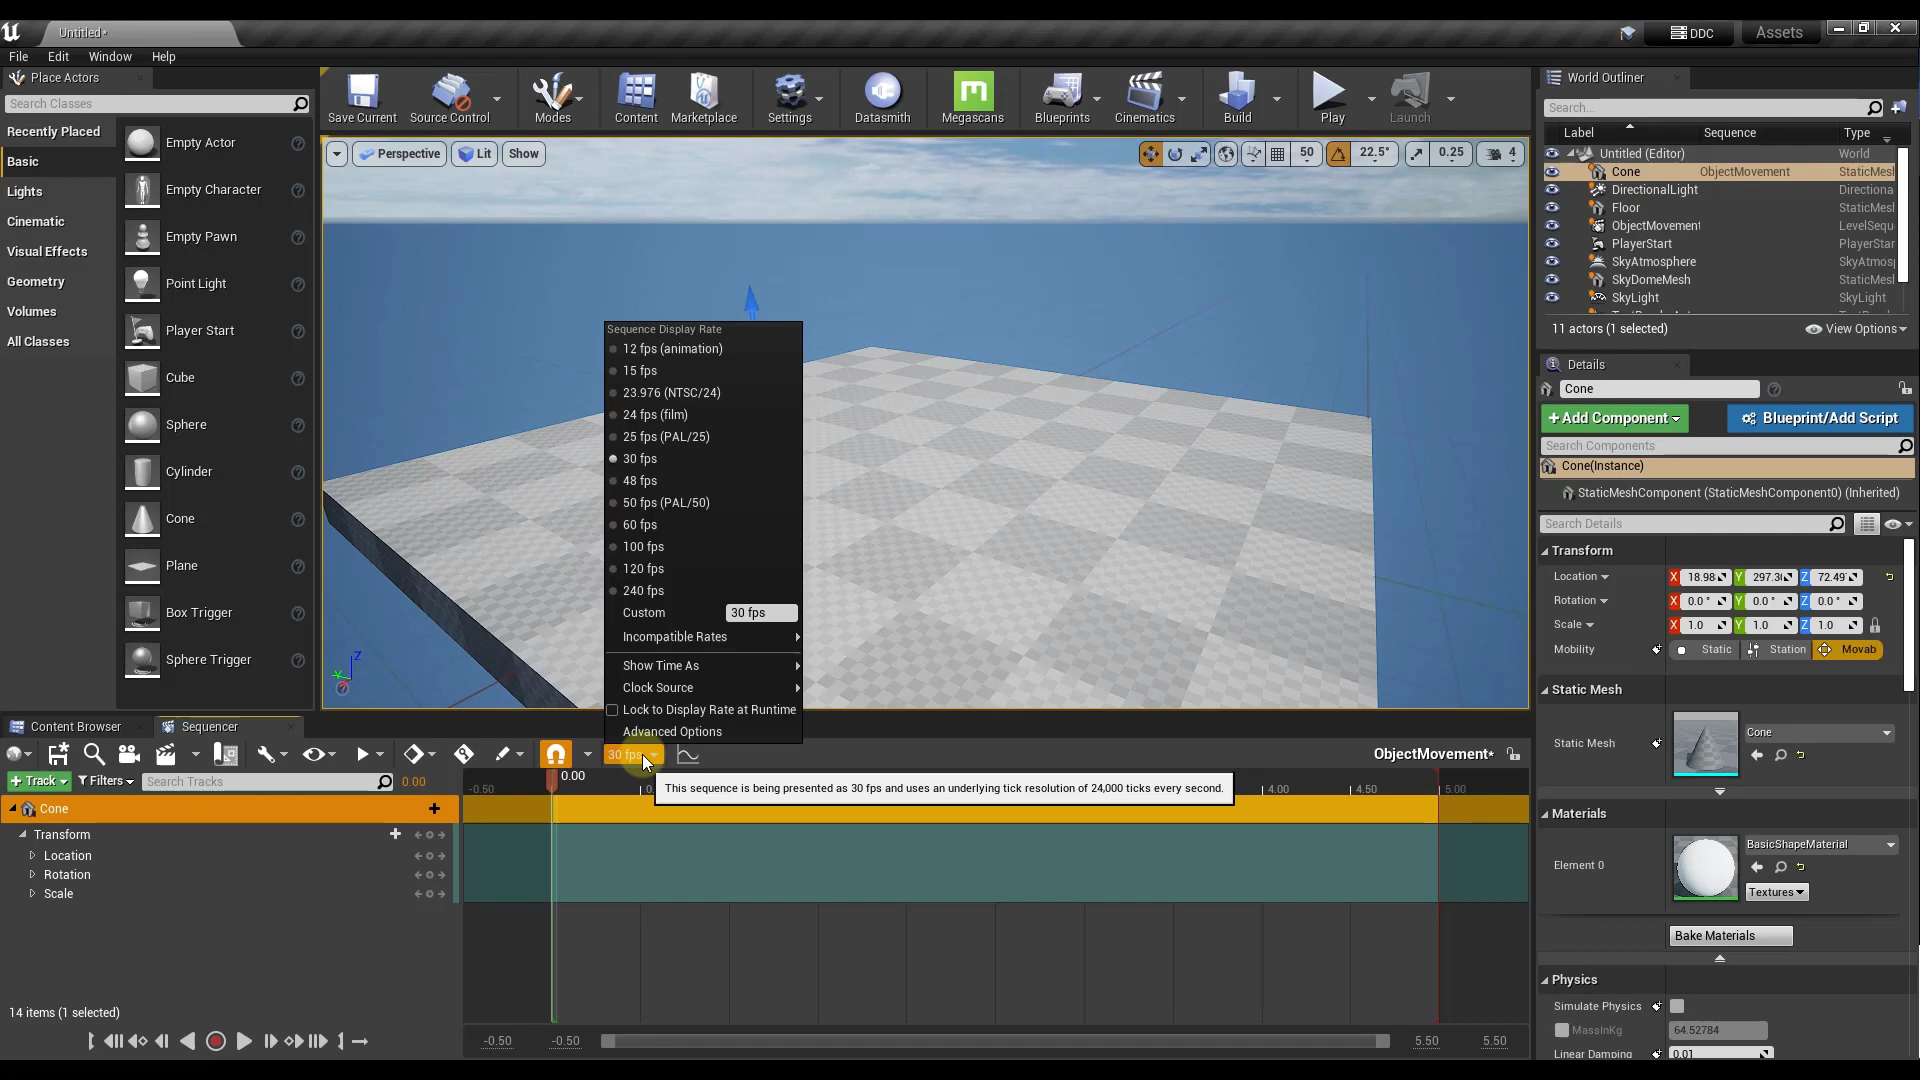 Untitled*
DDC
Assets
File Edit Window Help
Place Actors
Search Classes
Recently Placed
Basic
Lights
Cinematic
Visual Effects
Geometry
Volumes
All Classes
Empty Actor
Empty Character
Empty Pawn
Point Light
Player Start
Cube
Sphere
Cylinder
Cone
Plane
Box Trigger
Sphere Trigger
Save Current
Source Control
Modes
Content
Marketplace
Settings
Datasmith
Megascans
Blueprints
Cinematics
Build
Play
Launch
Perspective
Lit
Show
50
22.5°
0.25
4
Sequence Display Rate
12 fps (animation)
15 fps
23.976 (NTSC/24)
24 fps (film)
25 fps (PAL/25)
30 fps
48 fps
50 fps (PAL/50)
60 fps
100 fps
120 fps
240 fps
Custom 30 fps
Incompatible Rates
Show Time As
Clock Source
Lock to Display Rate at Runtime
Advanced Options
Z
World Outliner
Search...
Label Sequence Type
Untitled (Editor) World
Cone ObjectMovement StaticMesl
DirectionalLight Directiona
Floor StaticMesl
ObjectMovement LevelSequ
PlayerStart PlayerStar
SkyAtmosphere SkyAtmos
SkyDomeMesh StaticMesl
SkyLight SkyLight
11 actors (1 selected)
View Options
Details
Cone
+ Add Component
Blueprint/Add Script
Search Components
Cone(Instance)
StaticMeshComponent (StaticMeshComponent0) (Inherited)
Search Details
Transform
Location X 18.98 Y 297.3 Z 72.49
Rotation X 0.0 ° Y 0.0 ° Z 0.0 °
Scale X 1.0 Y 1.0 Z 1.0
Mobility Static Station Movab
Static Mesh
Static Mesh Cone
Materials
Element 0 BasicShapeMaterial
Textures
Bake Materials
Physics
Simulate Physics
MassInKg 64.52784
Linear Damping 0.01
Content Browser
Sequencer
30 fps
ObjectMovement*
+ Track
Filters
Search Tracks
0.00
-0.50
0.00
0.
This sequence is being presented as 30 fps and uses an underlying tick resolution of 24,000 ticks every second.
4.00
4.50
5.00
Cone
Transform
Location
Rotation
Scale
14 items (1 selected)
-0.50
-0.50
5.50
5.50